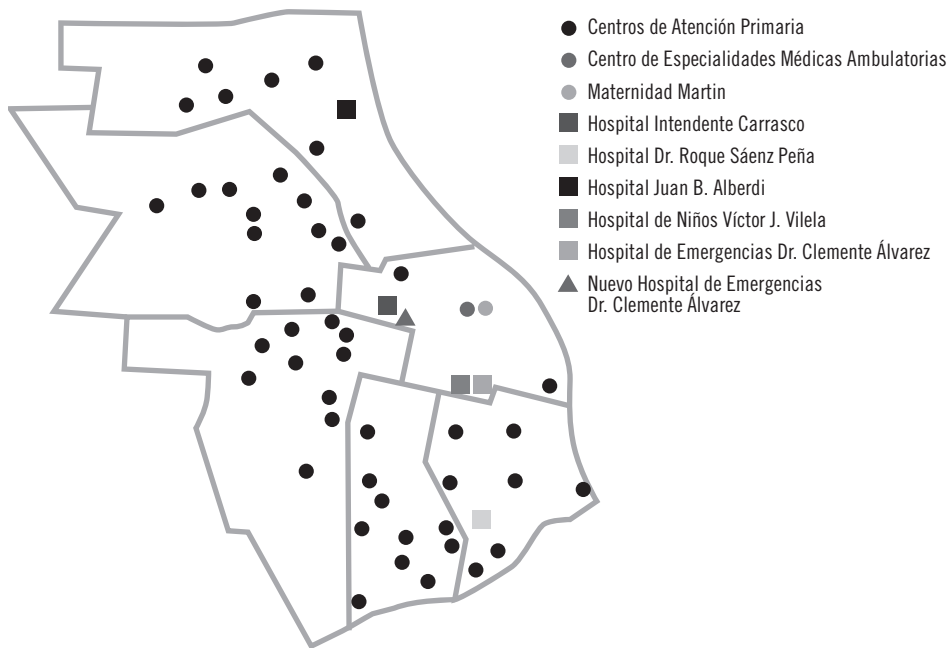 Centros de Atención Primaria
Centro de Especialidades Médicas Ambulatorias
Maternidad Martin
Hospital Intendente Carrasco
Hospital Dr. Roque Sáenz Peña
Hospital Juan B. Alberdi
Hospital de Niños Víctor J. Vilela
Hospital de Emergencias Dr. Clemente Álvarez
Nuevo Hospital de Emergencias
Dr. Clemente Álvarez